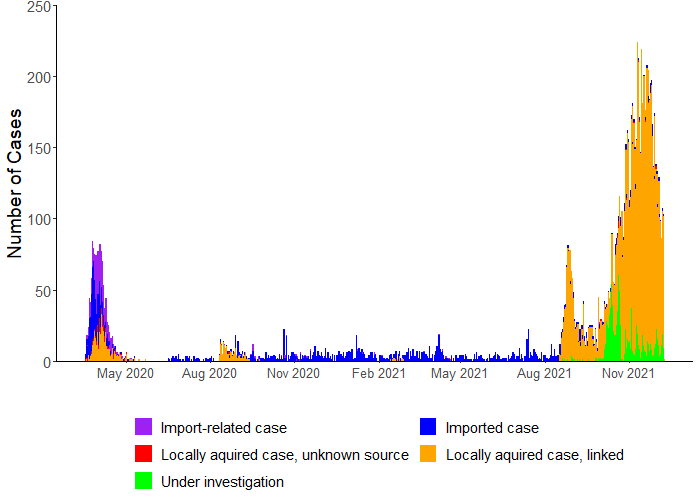 250
200
150
100
50
0
Number of Cases
May 2020 Aug 2020 Nov 2020 Feb 2021 May 2021 Aug 2021 Nov 2021
Import-related case Imported case
Locally aquired case, unknown source Locally aquired case, linked
Under investigation